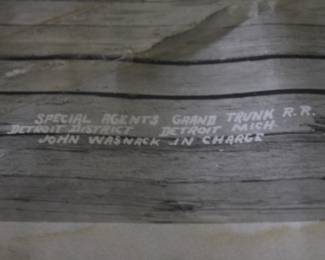 SPECIAL AGENTS GRAND TRUNK R.R.
DETROIT DISTRICT DETROIT MICH
JOHN WASNACK IN CHARGE